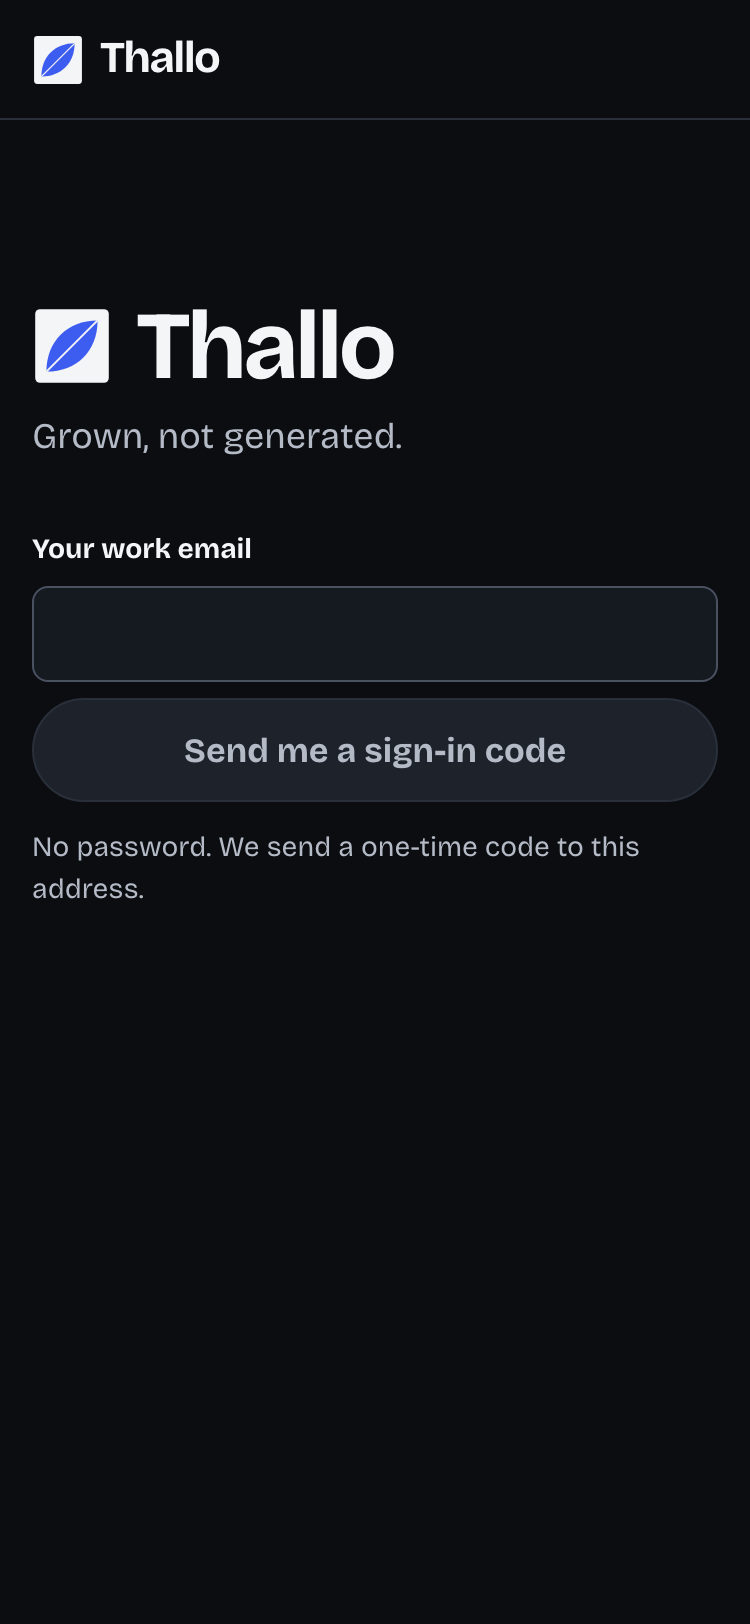 Thallo
Thallo
Grown, not generated.
Your work email
Send me a sign-in code
No password. We send a one-time code to this
address.